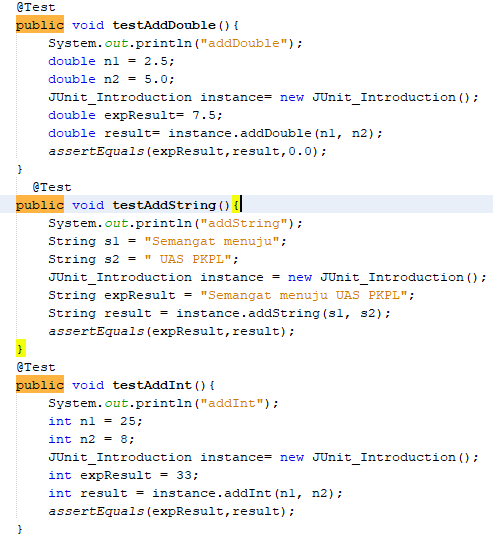 @Test
public void testAddDouble(){
System.out.println("addDouble");
double n1 = 2.5;
double n2 = 5.0;
JUnit_Introduction instance= new JUnit_Introduction();
double expResult= 7.5;
double result= instance.addDouble(n1, n2);
assertEquals(expResult,result,0.0);
}
@Test
public void testAddString(){
System.out.println("addString");
String s1 = "Semangat menuju";
String s2 = " UAS PKPL";
JUnit_Introduction instance = new JUnit_Introduction();
String expResult = "Semangat menuju UAS PKPL";
String result = instance.addString(s1, s2);
assertEquals(expResult,result);
}
@Test
public void testAddInt(){
System.out.println("addInt");
int n1 = 25;
int n2 = 8;
JUnit_Introduction instance= new JUnit_Introduction();
int expResult = 33;
int result = instance.addInt(n1, n2);
assertEquals(expResult,result);
}